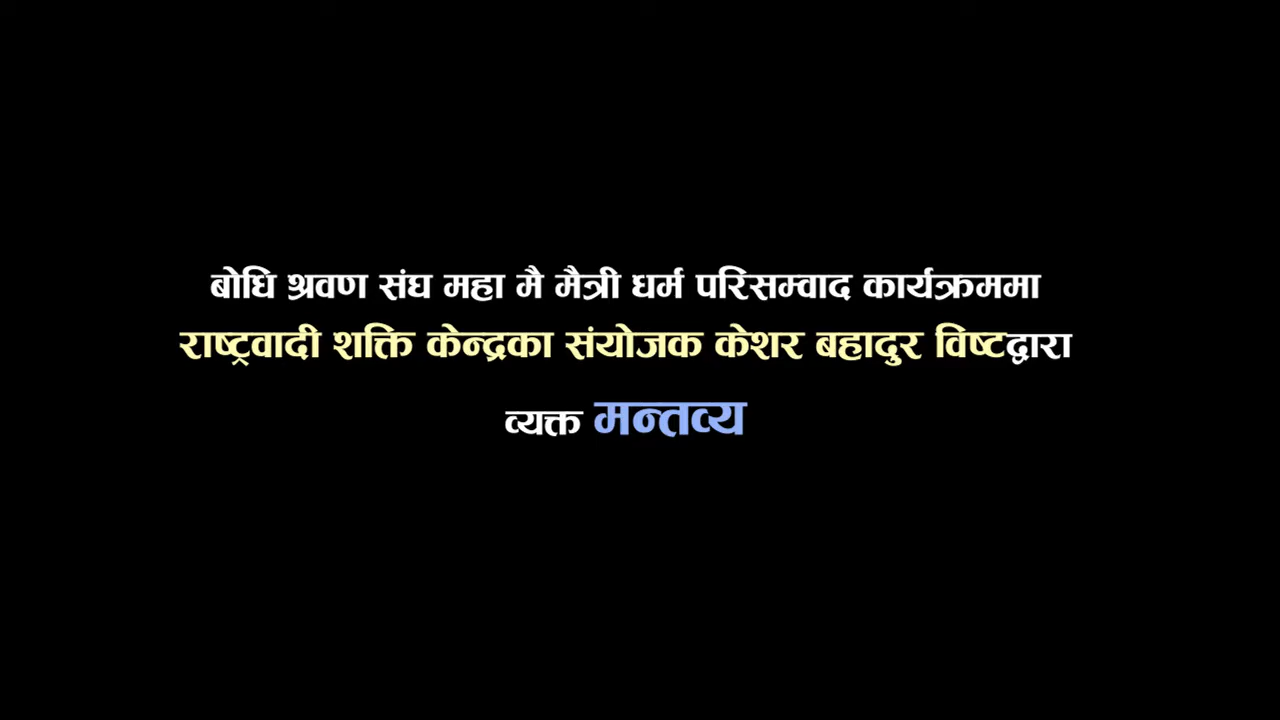 बोधि श्रवण संघ महा मै मैत्री धर्म परिसम्वाद कार्यक्रममा
राष्ट्रवादी शक्ति केन्द्रका संयोजक केशर बहादुर विष्टद्वारा
व्यक्त मन्तव्य